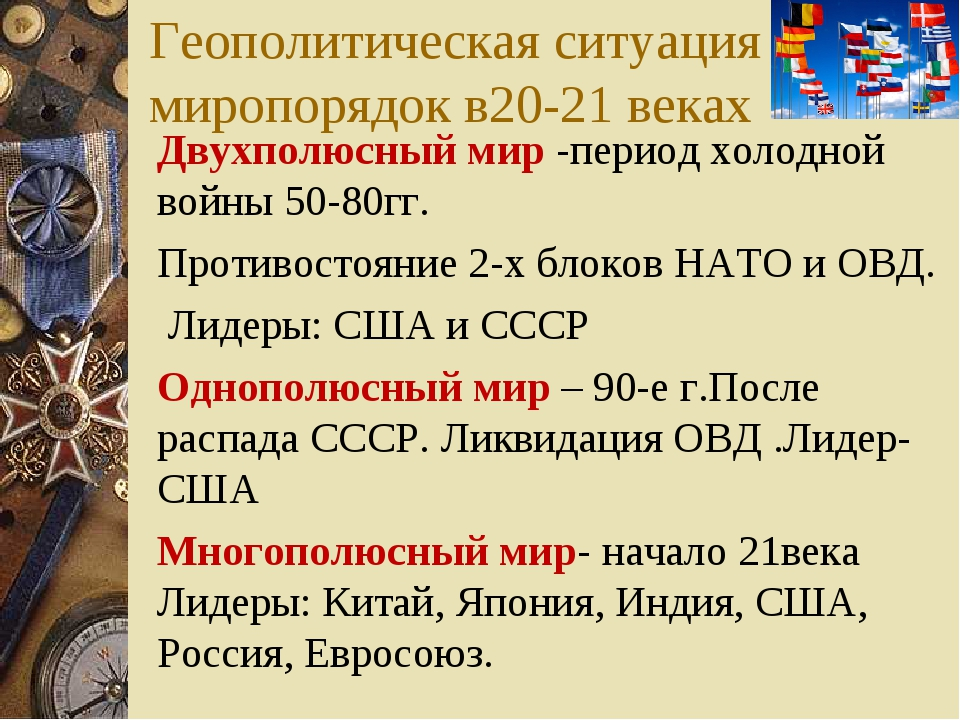 Геополитическая ситуация
миропорядок в20-21 веках
Двухполюсный мир -период холодной
войны 50-80гг.
Противостояние 2-х блоков НАТО и ОВД.
Лидеры: США и СССР
Однополюсный мир – 90-е г.После
распада СССР. Ликвидация ОВД .Лидер-
США
Многополюсный мир- начало 21века
Лидеры: Китай, Япония, Индия, США,
Россия, Евросоюз.